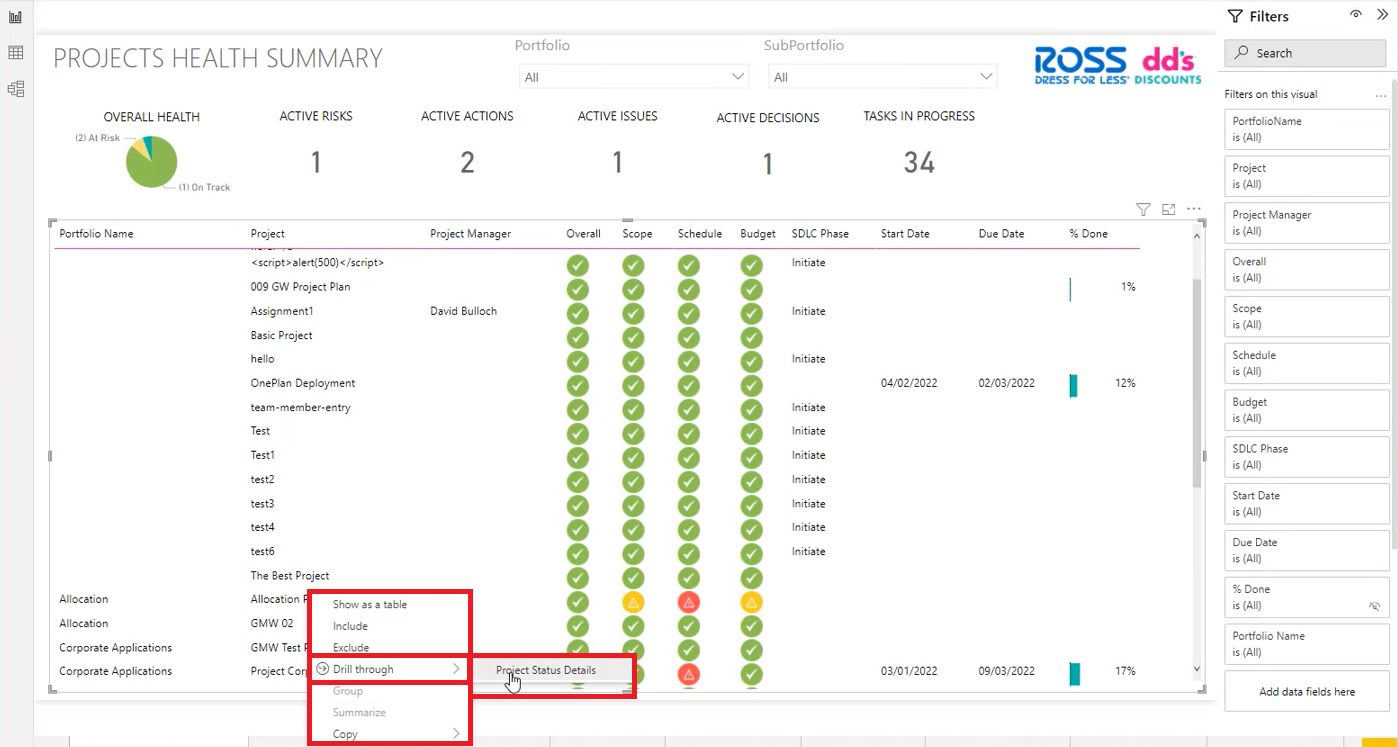 Filters
Portfolio
SubPortfolio
PROJECTS HEALTH SUMMARY
ROSS
DRESS FOR LESS®
dd's
DISCOUNTS
All
All
Search
Filters on this visual
OVERALL HEALTH
ACTIVE RISKS
ACTIVE ACTIONS
ACTIVE ISSUES
ACTIVE DECISIONS
TASKS IN PROGRESS
(2) At Risk
(1) On Track
1
2
1
1
34
Portfolio Name Project Project Manager Overall Scope Schedule Budget SDLC Phase Start Date Due Date % Done
<script>alert(500)</script> Initiate
009 GW Project Plan 1%
Assignment1 David Bulloch Initiate
Basic Project
hello Initiate
OnePlan Deployment 04/02/2022 02/03/2022 12%
team-member-entry Initiate
Test Initiate
Test1 Initiate
test2 Initiate
test3 Initiate
test4 Initiate
test6 Initiate
The Best Project
Allocation Allocation P
Allocation GMW 02
Corporate Applications GMW Test P
Corporate Applications Project Corp 03/01/2022 09/03/2022 17%
Show as a table
Include
Exclude
Drill through
Project Status Details
Group
Summarize
Copy
PortfolioName
is (All)
Project
is (All)
Project Manager
is (All)
Overall
is (All)
Scope
is (All)
Schedule
is (All)
Budget
is (All)
SDLC Phase
is (All)
Start Date
is (All)
Due Date
is (All)
% Done
is (All)
Portfolio Name
is (All)
Add data fields here